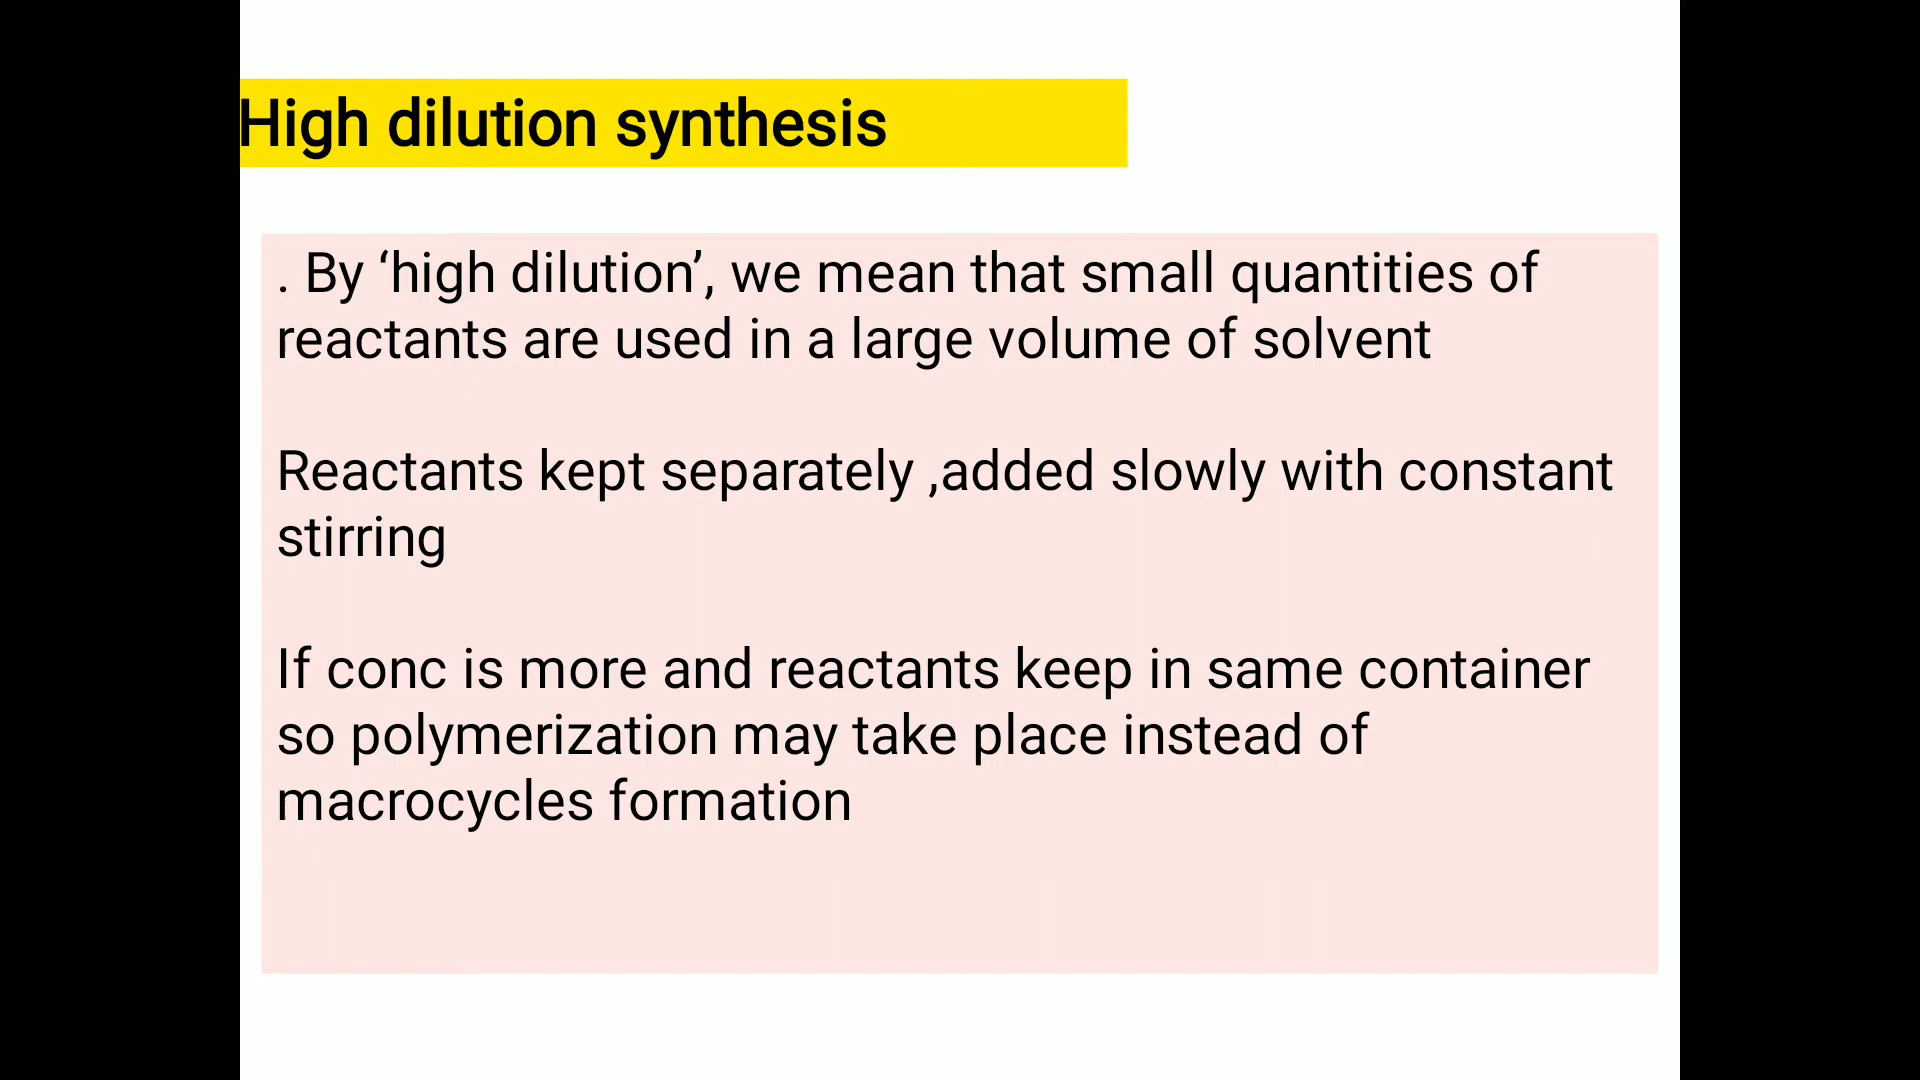 High dilution synthesis
. By ‘high dilution’, we mean that small quantities of
reactants are used in a large volume of solvent
Reactants kept separately ,added slowly with constant
stirring
If conc is more and reactants keep in same container
so polymerization may take place instead of
macrocycles formation